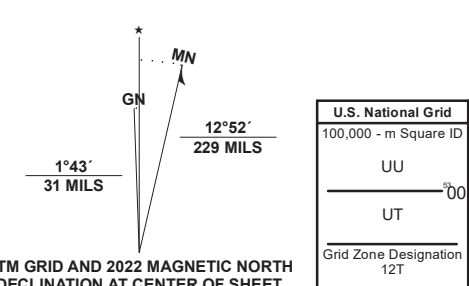 ★
MN
GN
12°52´
229 MILS
1°43´
31 MILS
TM GRID AND 2022 MAGNETIC NORTH
DECLINATION AT CENTER OF SHEET
U.S. National Grid
100,000 - m Square ID
UU
5300
UT
Grid Zone Designation
12T